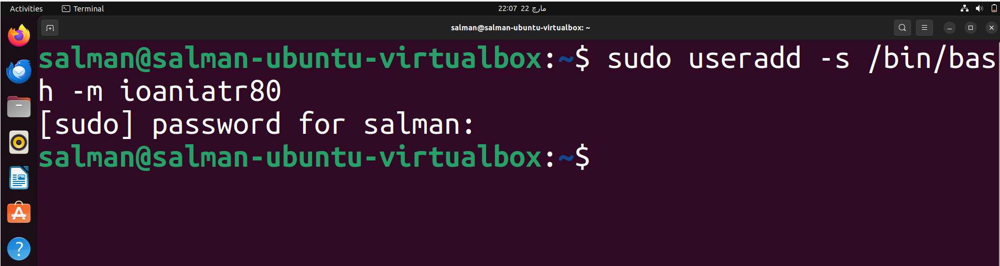 Activities
Terminal
22:07 22 مارچ
salman@salman-ubuntu-virtualbox: ~
salman@salman-ubuntu-virtualbox:~$ sudo useradd -s /bin/bas
h -m ioaniatr80
[sudo] password for salman:
salman@salman-ubuntu-virtualbox:~$